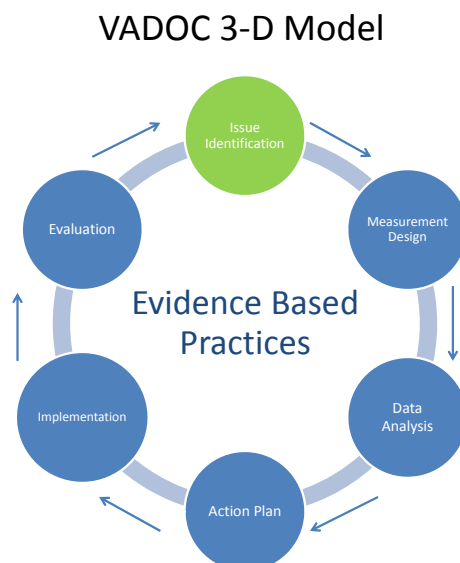 VADOC 3-D Model
Issue
Identification
Measurement
Design
Data
Analysis
Action Plan
Implementation
Evaluation
Evidence Based
Practices